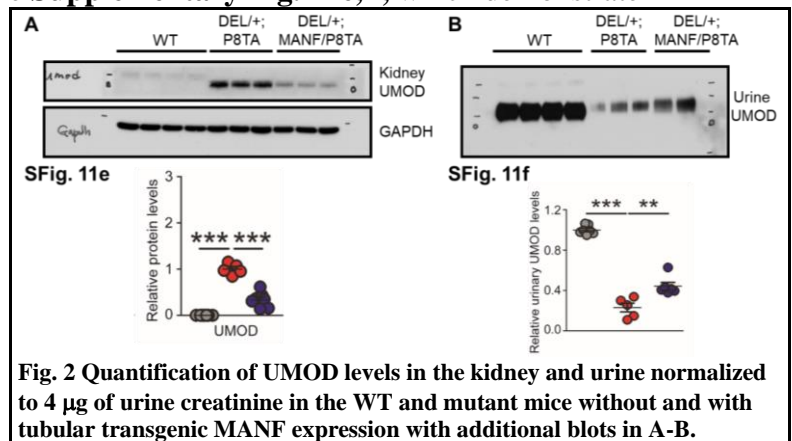 A
WT
DEL/+;
P8TA
DEL/+;
MANF/P8TA
umod
Kidney
UMOD
Gapdh
GAPDH
B
WT
DEL/+;
P8TA
DEL/+;
MANF/P8TA
Urine
UMOD
SFig. 11e
Relative protein levels
3
2
1
0
*** ***
UMOD
SFig. 11f
Relative urinary UMOD levels
1.2
0.8
0.4
0.0
*** **
Fig. 2 Quantification of UMOD levels in the kidney and urine normalized
to 4 μg of urine creatinine in the WT and mutant mice without and with
tubular transgenic MANF expression with additional blots in A-B.